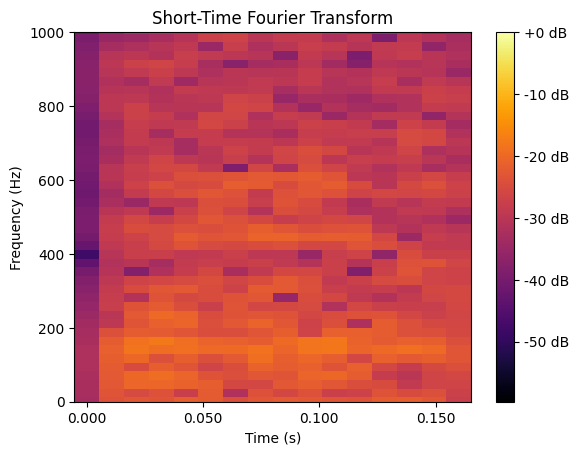 Short-Time Fourier Transform
1000
800
600
400
200
0
Frequency (Hz)
0.000
0.050
0.100
0.150
Time (s)
+0 dB
-10 dB
-20 dB
-30 dB
-40 dB
-50 dB